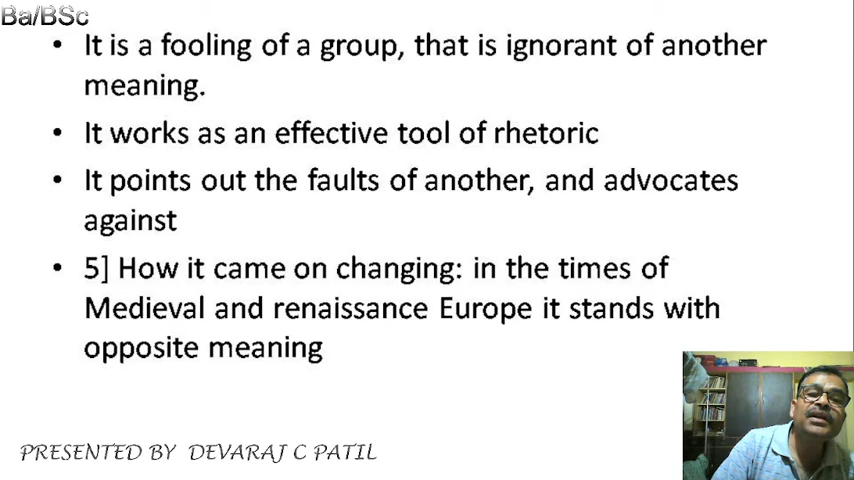 Ba/BSc
• It is a fooling of a group, that is ignorant of another
meaning.
• It works as an effective tool of rhetoric
• It points out the faults of another, and advocates
against
• 5] How it came on changing: in the times of
Medieval and renaissance Europe it stands with
opposite meaning
PRESENTED BY DEVARAJ C PATIL